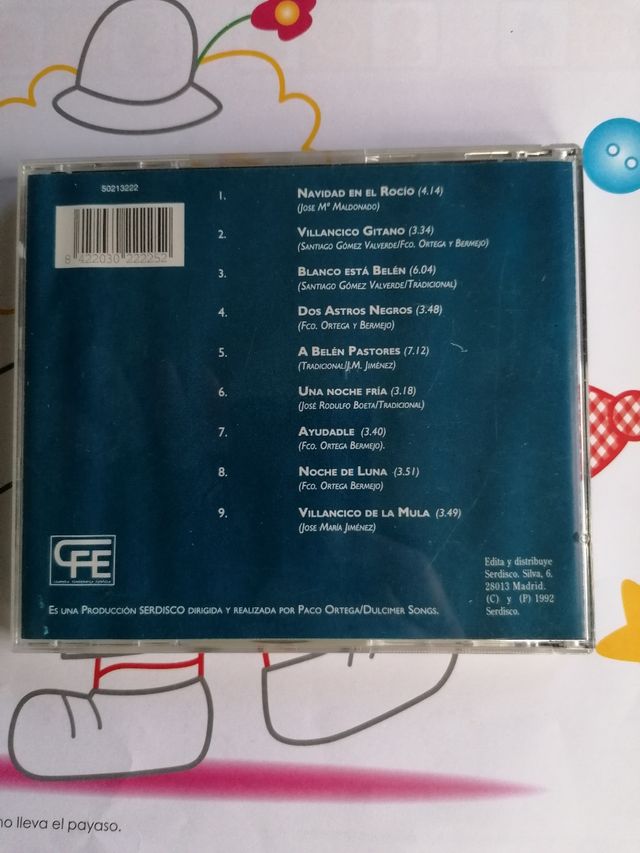 S0213222
8 422030 222252
1. NAVIDAD EN EL ROCÍO (4.14)
(JOSE Mª MALDONADO)
2. VILLANCICO GITANO (3.34)
(SANTIAGO GÓMEZ VALVERDE/FCO. ORTEGA Y BERMEJO)
3. BLANCO ESTÁ BELÉN (6.04)
(SANTIAGO GÓMEZ VALVERDE/TRADICIONAL)
4. DOS ASTROS NEGROS (3.48)
(FCO. ORTEGA Y BERMEJO)
5. A BELÉN PASTORES (7.12)
(TRADICIONAL/J.M. JIMÉNEZ)
6. UNA NOCHE FRÍA (3.18)
(JOSÉ RODULFO BOETA/TRADICIONAL)
7. AYUDADLE (3.40)
(FCO. ORTEGA BERMEJO).
8. NOCHE DE LUNA (3.51)
(FCO. ORTEGA BERMEJO)
9. VILLANCICO DE LA MULA (3.49)
(JOSE MARÍA JIMÉNEZ)
CFE
Edita y distribuye
Serdisco. Silva, 6.
28013 Madrid.
(C) y (P) 1992
Serdisco.
ES UNA PRODUCCIÓN SERDISCO DIRIGIDA Y REALIZADA POR PACO ORTEGA/DULCIMER SONGS.
no lleva el payaso.